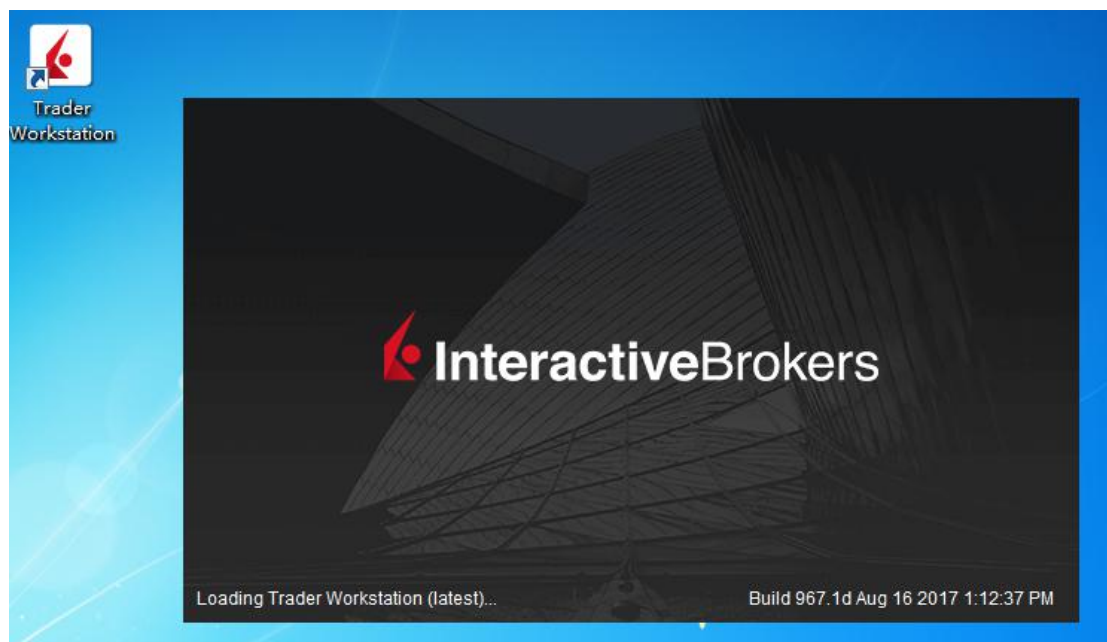 Trader
Workstation
InteractiveBrokers
Loading Trader Workstation (latest)...
Build 967.1d Aug 16 2017 1:12:37 PM